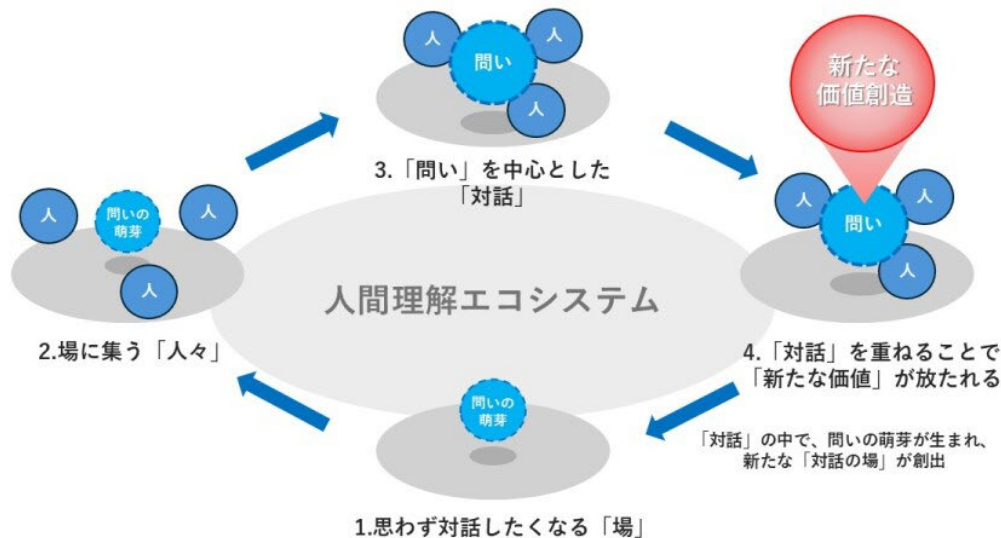 人
人
問い
人
3.「問い」を中心とした
「対話」
新たな
価値創造
人
人
問い
人
4.「対話」を重ねることで
「新たな価値」が放たれる
「対話」の中で、問いの萌芽が生まれ、
新たな「対話の場」が創出
人
問いの
萌芽
人
人
2.場に集う「人々」
人間理解エコシステム
問いの
萌芽
1.思わず対話したくなる「場」